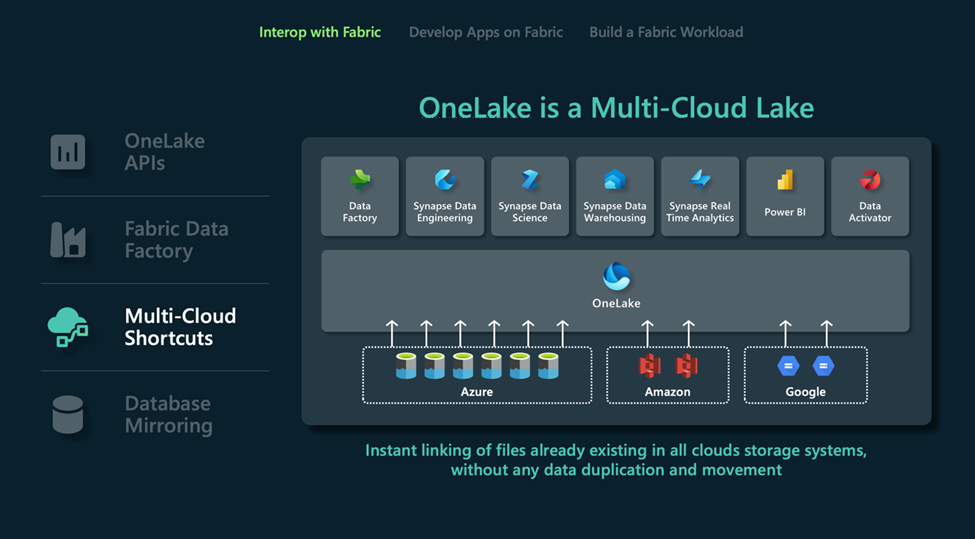 Interop with Fabric
Develop Apps on Fabric
Build a Fabric Workload
OneLake
APIs
Fabric Data
Factory
Multi-Cloud
Shortcuts
Database
Mirroring
OneLake is a Multi-Cloud Lake
Data
Factory
Synapse Data
Engineering
Synapse Data
Science
Synapse Data
Warehousing
Synapse Real
Time Analytics
Power BI
Data
Activator
OneLake
Azure
Amazon
Google
Instant linking of files already existing in all clouds storage systems,
without any data duplication and movement